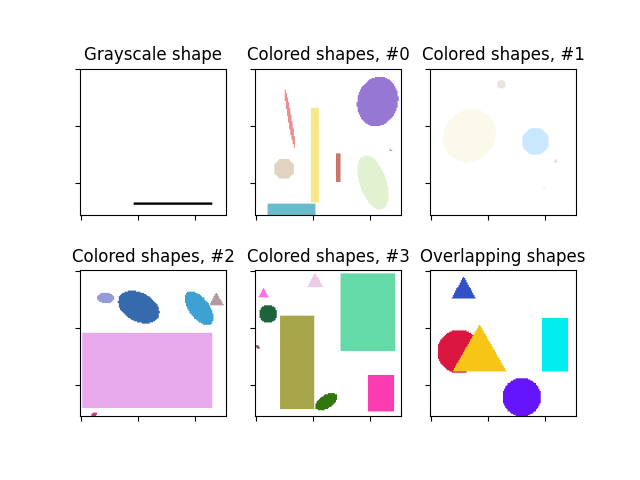 Grayscale shape
Colored shapes, #0
Colored shapes, #1
Colored shapes, #2
Colored shapes, #3
Overlapping shapes